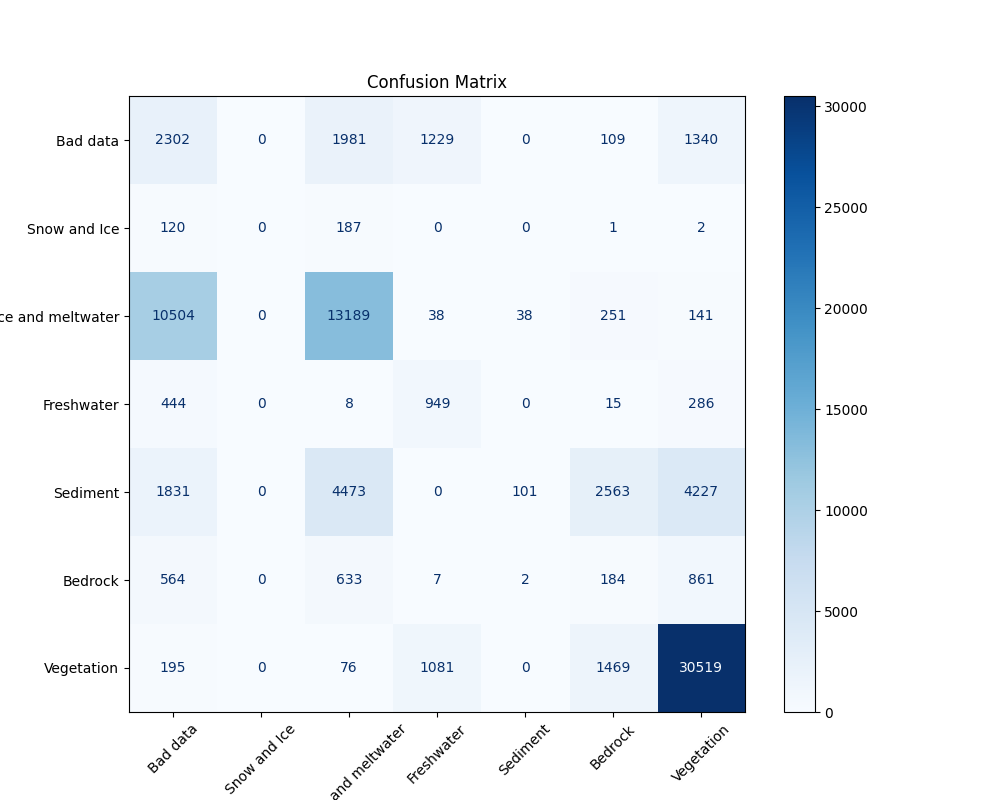 Confusion Matrix
Bad data 2302 0 1981 1229 0 109 1340
Snow and Ice 120 0 187 0 0 1 2
ce and meltwater 10504 0 13189 38 38 251 141
Freshwater 444 0 8 949 0 15 286
Sediment 1831 0 4473 0 101 2563 4227
Bedrock 564 0 633 7 2 184 861
Vegetation 195 0 76 1081 0 1469 30519
Bad data Snow and Ice and meltwater Freshwater Sediment Bedrock Vegetation
30000
25000
20000
15000
10000
5000
0